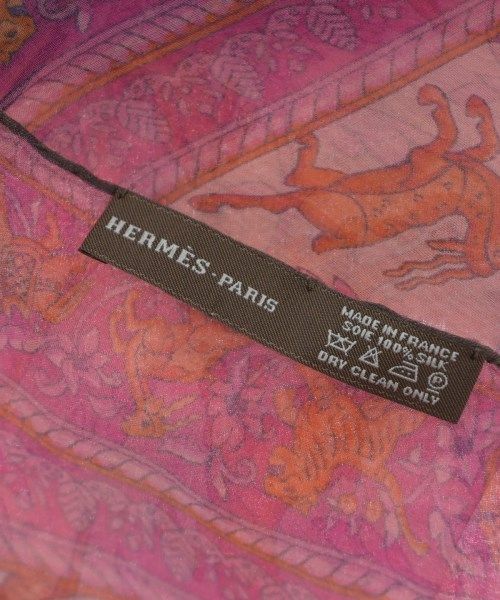 HERMÈS-PARIS
MADE IN FRANCE
SOIE 100% SILK
P
DRY CLEAN ONLY